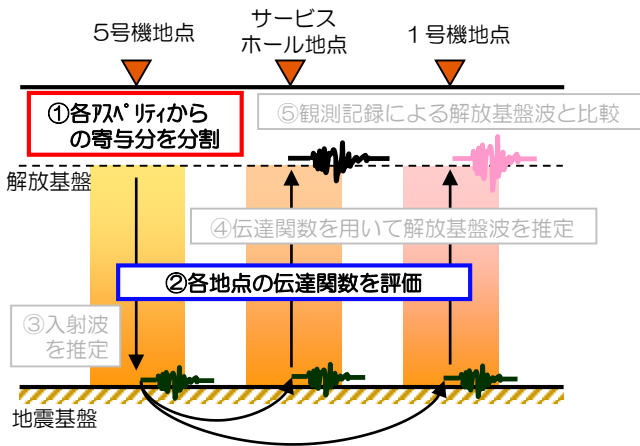 5号機地点
サービス
ホール地点
1号機地点
①各ｱｽﾍﾟﾘﾃｨから
の寄与分を分割
⑤観測記録による解放基盤波と比較
解放基盤
④伝達関数を用いて解放基盤波を推定
②各地点の伝達関数を評価
③入射波
を推定
地震基盤